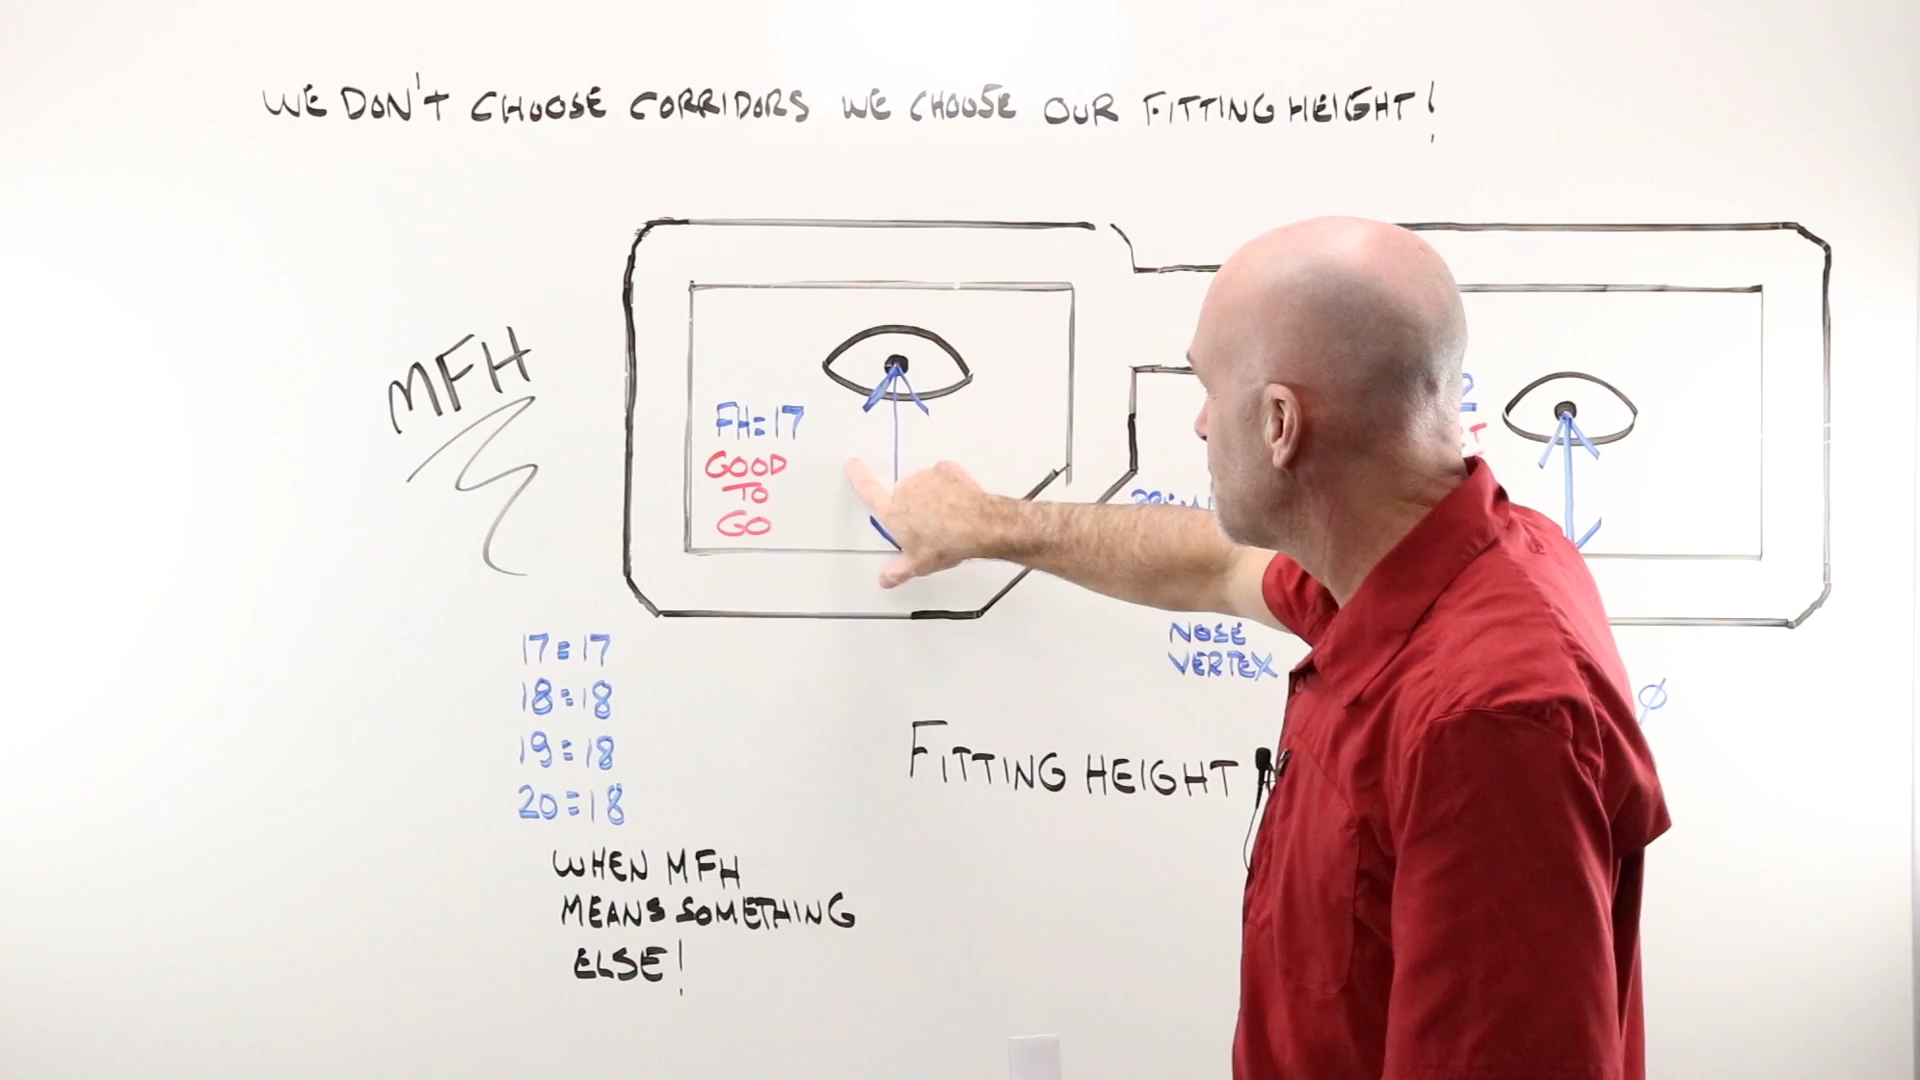 WE DON'T CHOOSE CORRIDORS WE CHOOSE OUR FITTING HEIGHT!
MFH
FH=17
GOOD
TO
GO
17=17
18=18
19=18
20=18
WHEN MFH
MEANS SOMETHING
ELSE!
NOSE
VERTEX
FITTING HEIGHT